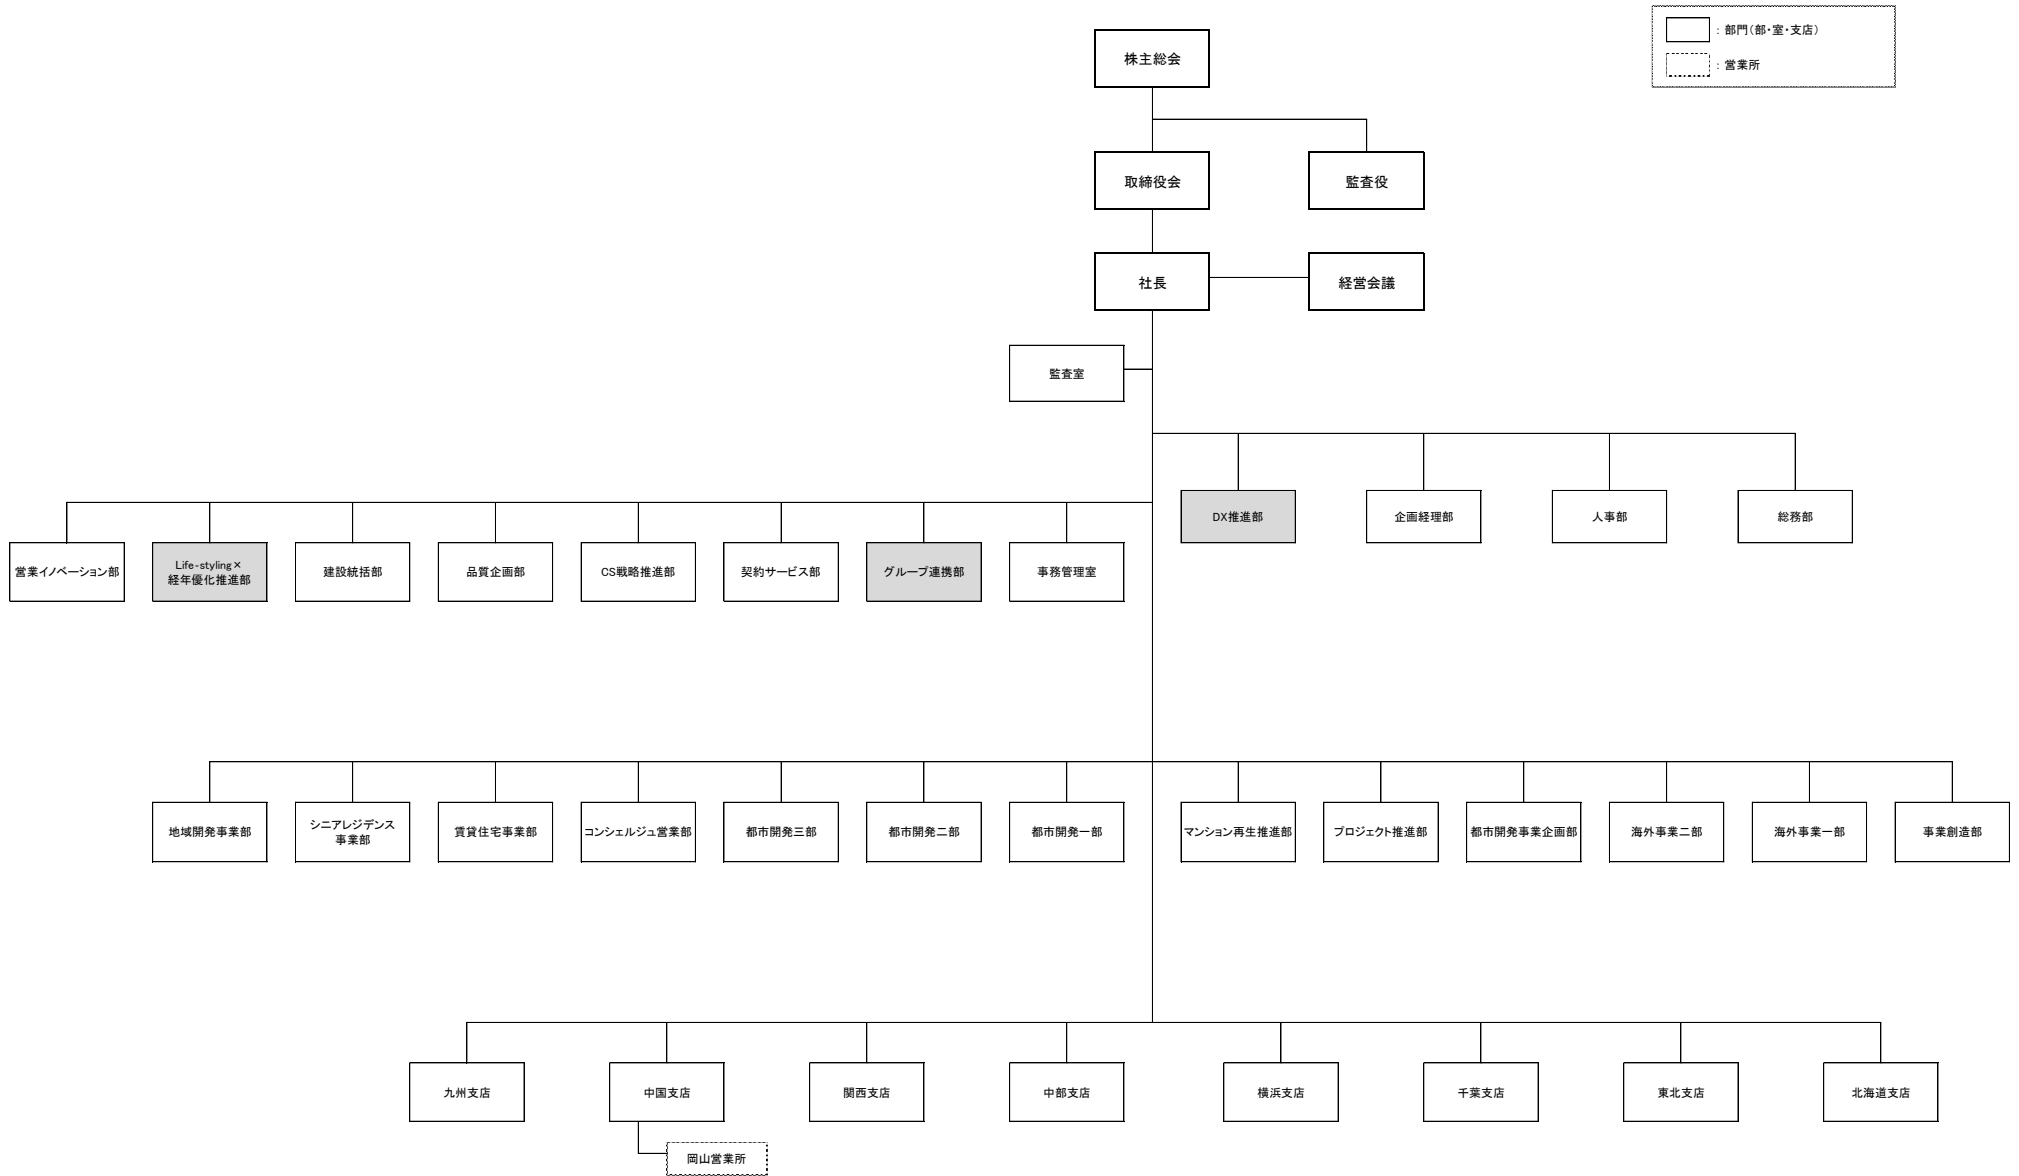 ：部門(部・室・支店)
：営業所
株主総会
取締役会
監査役
社長
経営会議
監査室
DX推進部
企画経理部
人事部
総務部
営業イノベーション部
Life-styling×
経年優化推進部
建設統括部
品質企画部
CS戦略推進部
契約サービス部
グループ連携部
事務管理室
地域開発事業部
シニアレジデンス
事業部
賃貸住宅事業部
コンシェルジュ営業部
都市開発三部
都市開発二部
都市開発一部
マンション再生推進部
プロジェクト推進部
都市開発事業企画部
海外事業二部
海外事業一部
事業創造部
九州支店
中国支店
関西支店
中部支店
横浜支店
千葉支店
東北支店
北海道支店
岡山営業所